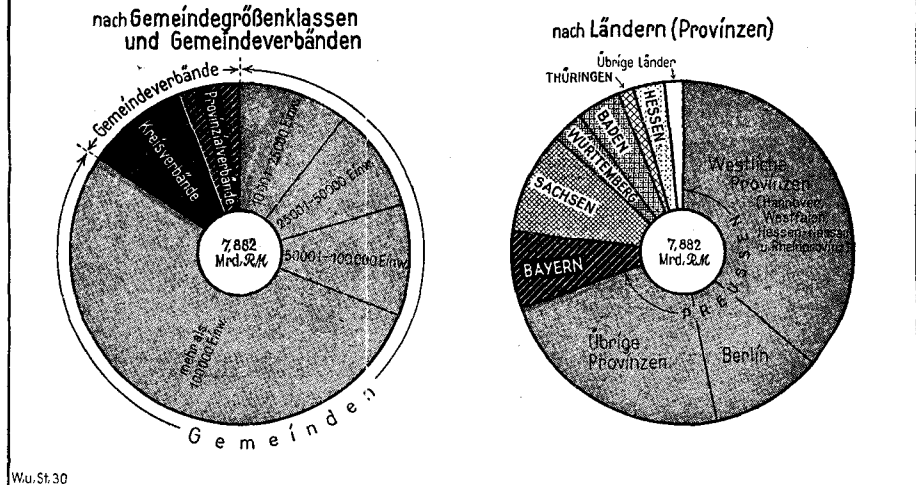 nach Gemeindegrößenklassen
und Gemeindeverbänden
Gemeindeverbände
Kreisverbände
Provinzialverbände
10001-25000 Einw.
25001-50000 Einw.
50001-100000 Einw.
mehr als
100000 Einw.
7,882
Mrd. RM
Gemeinden
nach Ländern (Provinzen)
Übrige Länder
THÜRINGEN
HESSEN
BADEN
WÜRTTEMBERG
SACHSEN
BAYERN
Westliche
Provinzen
(Hannover,
Westfalen,
Hessen-Nassau
u. Rheinprovinz)
7,882
Mrd. RM
PREUSSEN
Übrige
Provinzen
Berlin
W.u.St.30